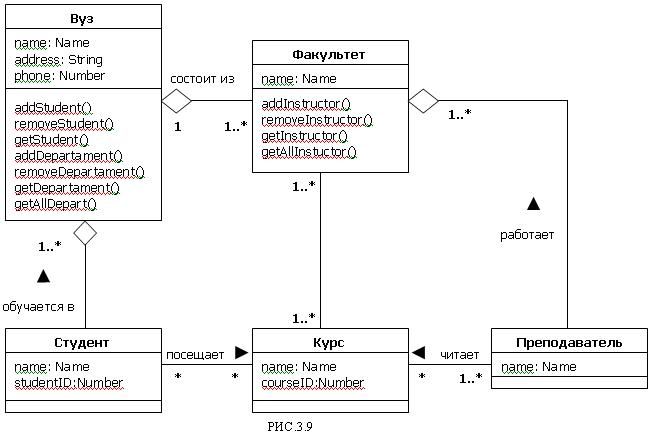 Вуз
name: Name
address: String
phone: Number
addStudent()
removeStudent()
getStudent()
addDepartament()
removeDepartament()
getDepartament()
getAllDepart()
состоит из
1
1..*
Факультет
name: Name
addInstructor()
removeInstructor()
getInstructor()
getAllInstuctor()
1..*
1..*
работает
1..*
обучается в
1..*
Студент
name: Name
studentID:Number
посещает
*
*
Курс
name: Name
courseID:Number
читает
*
1..*
Преподаватель
name: Name
РИС.3.9